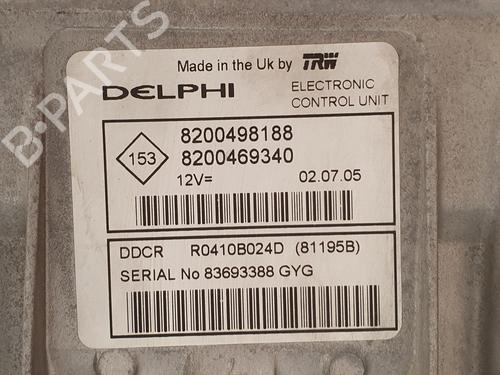 Made in the Uk by TRW
DELPHI
ELECTRONIC
CONTROL UNIT
153
8200498188
8200469340
12V=
02.07.05
DDCR R0410B024D (81195B)
SERIAL No 83693388 GYG
B-PARTS